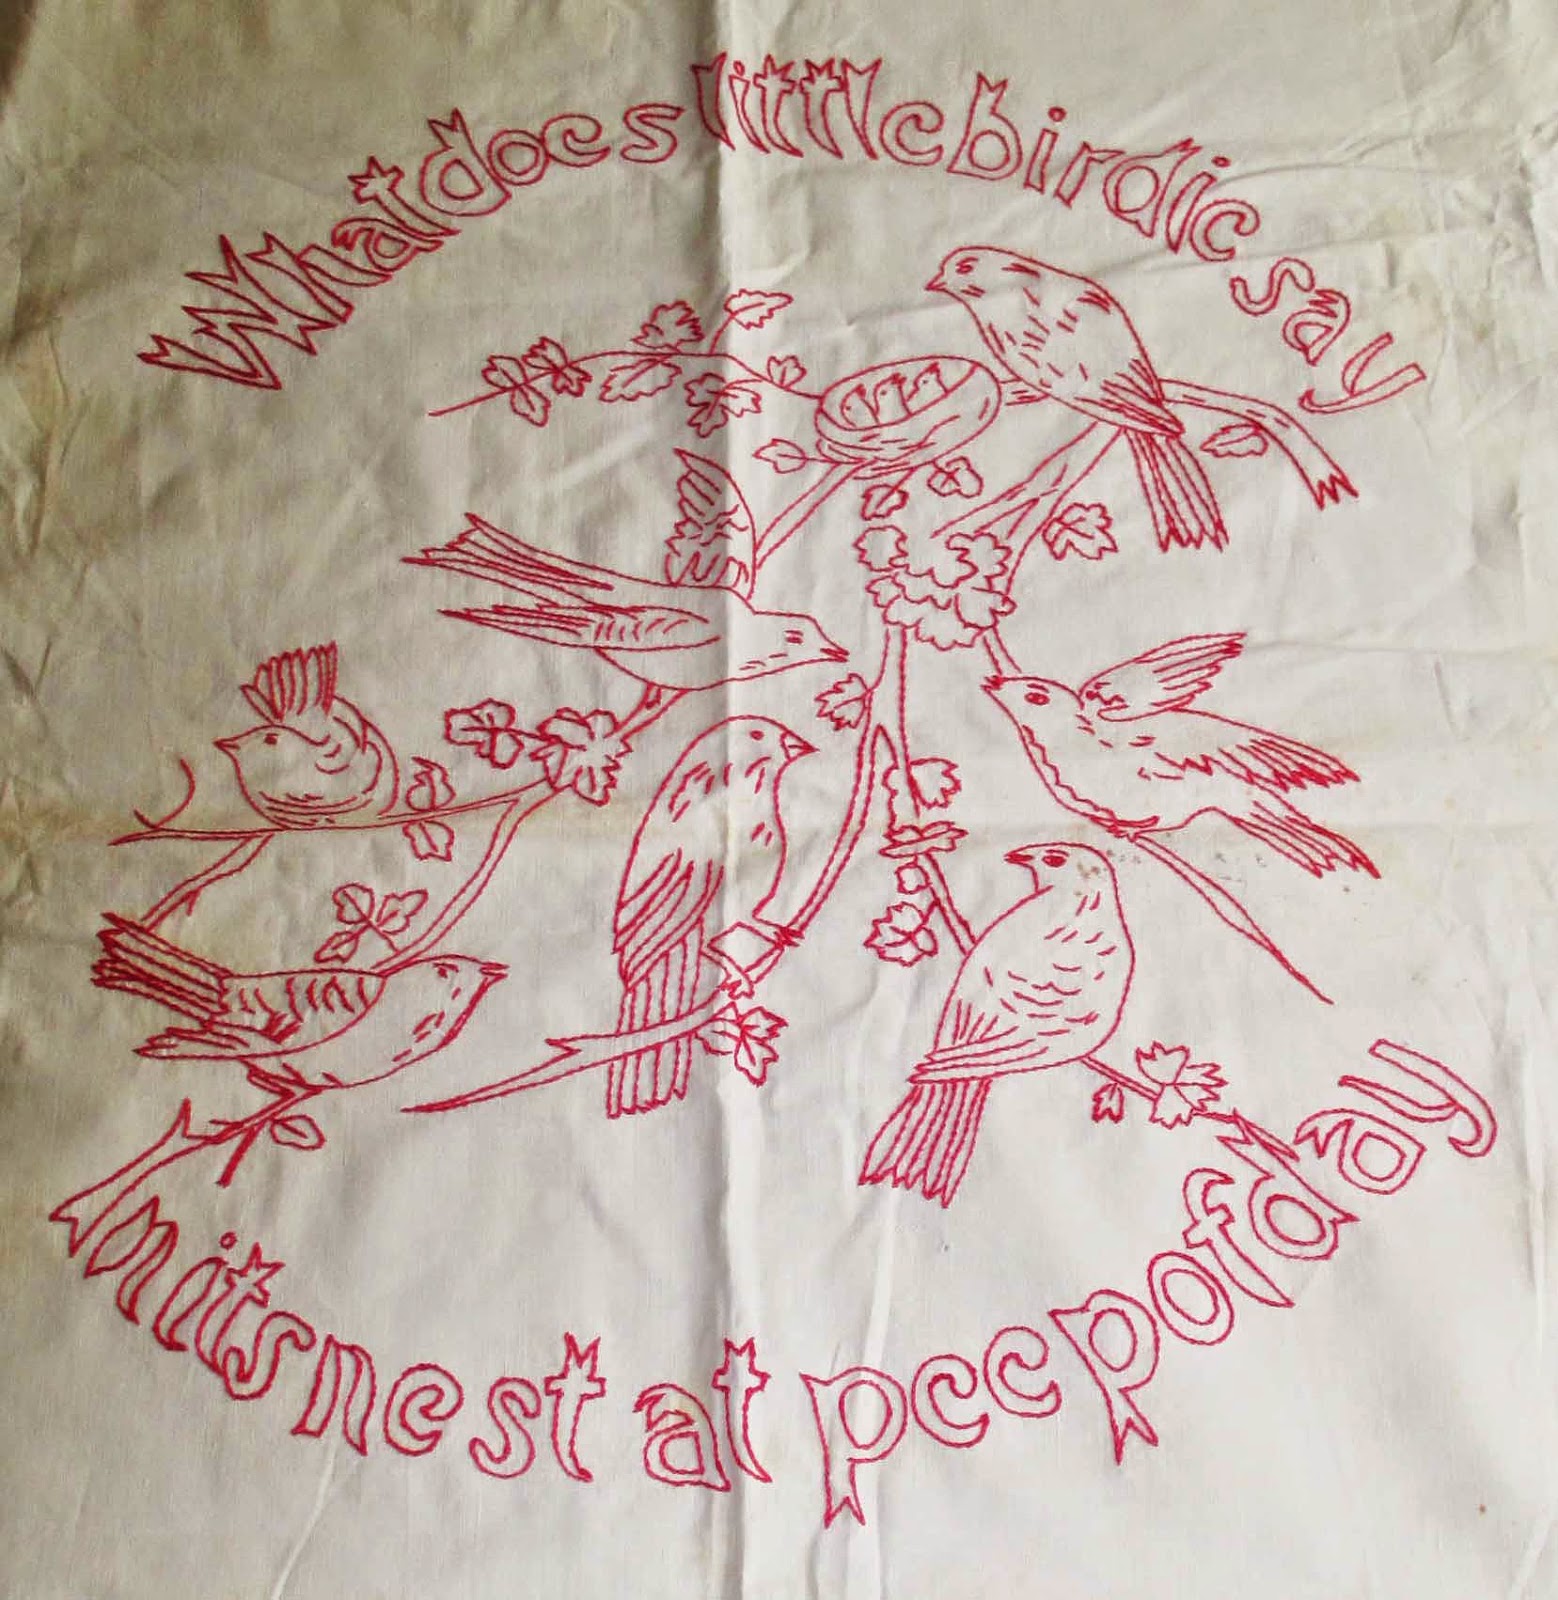 What does little birdie say
In its nest at peep of day